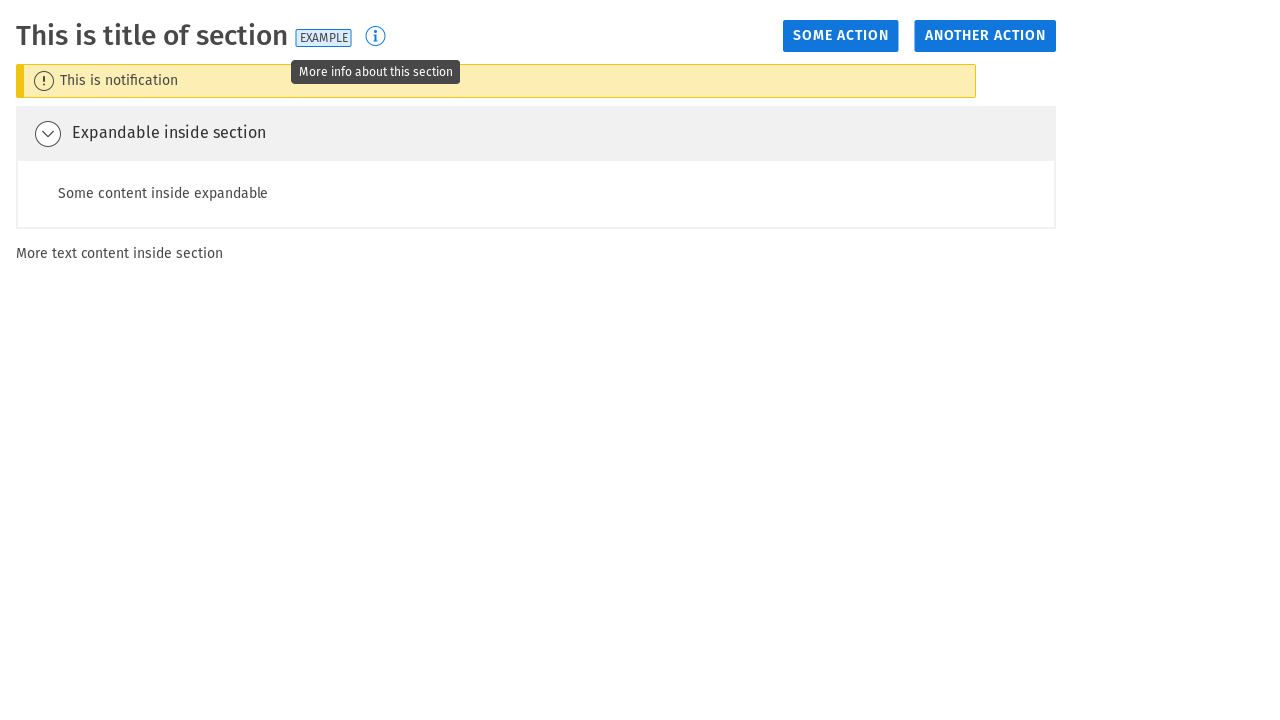 This is title of section EXAMPLE
SOME ACTION ANOTHER ACTION
More info about this section
This is notification
Expandable inside section
Some content inside expandable
More text content inside section